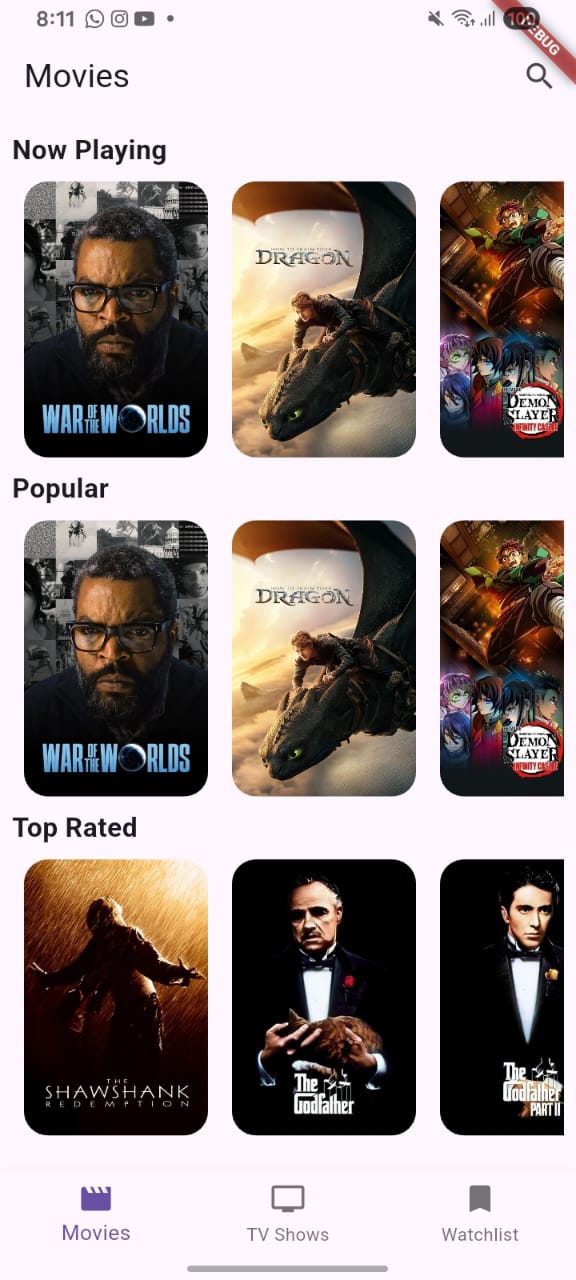 8:11
100
DEBUG
Movies
Now Playing
WAR OF THE WORLDS
HOW TO TRAIN YOUR
DRAGON
DEMON
SLAYER
INFINITY CASTLE
Popular
WAR OF THE WORLDS
HOW TO TRAIN YOUR
DRAGON
DEMON
SLAYER
INFINITY CASTLE
Top Rated
THE
SHAWSHANK
REDEMPTION
The
Godfather
The
Godfather
PART II
Movies
TV Shows
Watchlist